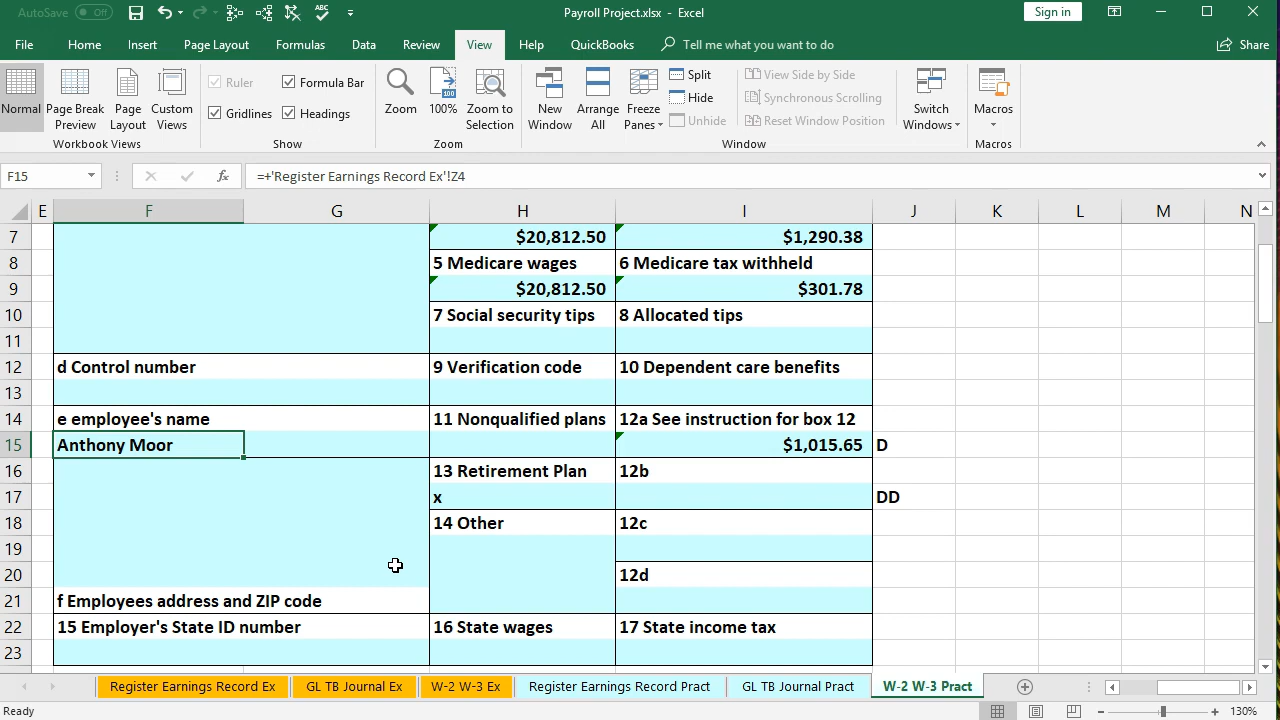 AutoSave Off
ABC
Payroll Project.xlsx - Excel
Sign in
File Home Insert Page Layout Formulas Data Review View Help QuickBooks Tell me what you want to do Share
Normal
Page Break Preview
Page Layout
Custom Views
Workbook Views
Ruler
Formula Bar
Gridlines
Headings
Show
Zoom
100
100%
Zoom to Selection
Zoom
New Window
Arrange All
Freeze Panes
Split
Hide
Unhide
View Side by Side
Synchronous Scrolling
Reset Window Position
Switch Windows
Window
Macros
Macros
F15
fx
=+'Register Earnings Record Ex'!Z4
E F G H I J K L M N
7 $20,812.50 $1,290.38
8 5 Medicare wages 6 Medicare tax withheld
9 $20,812.50 $301.78
10 7 Social security tips 8 Allocated tips
11
12 d Control number 9 Verification code 10 Dependent care benefits
13
14 e employee's name 11 Nonqualified plans 12a See instruction for box 12
15 Anthony Moor $1,015.65 D
16 13 Retirement Plan 12b
17 x DD
18 14 Other 12c
19
20 12d
21 f Employees address and ZIP code
22 15 Employer's State ID number 16 State wages 17 State income tax
23
Register Earnings Record Ex GL TB Journal Ex W-2 W-3 Ex Register Earnings Record Pract GL TB Journal Pract W-2 W-3 Pract
Ready
130%